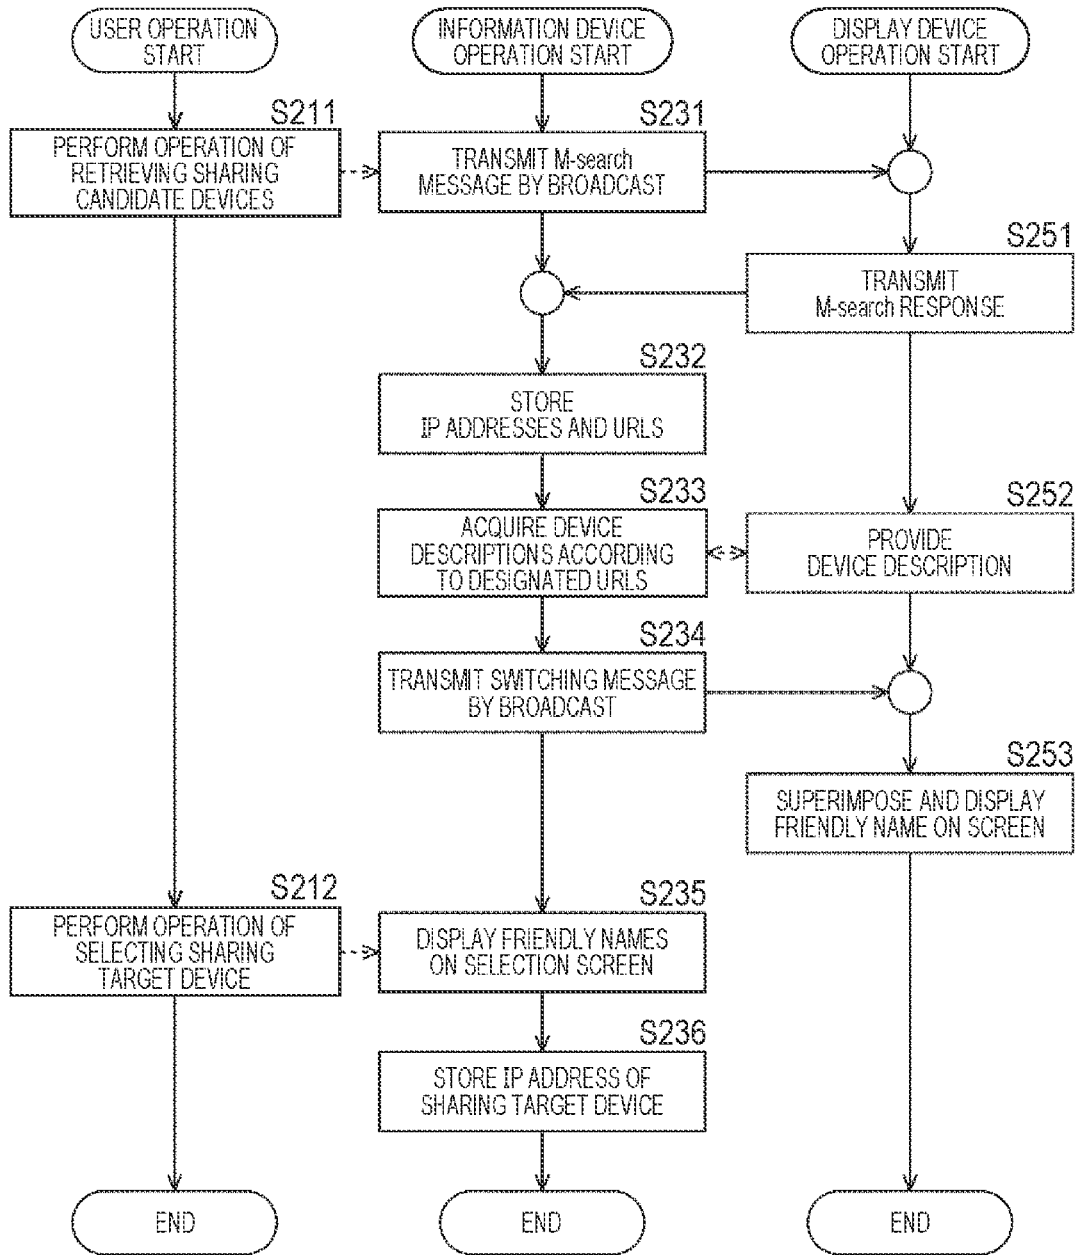 USER OPERATION
START
INFORMATION DEVICE
OPERATION START
DISPLAY DEVICE
OPERATION START
S211
PERFORM OPERATION OF
RETRIEVING SHARING
CANDIDATE DEVICES
S231
TRANSMIT M-search
MESSAGE BY BROADCAST
S251
TRANSMIT
M-search RESPONSE
S232
STORE
IP ADDRESSES AND URLS
S233
ACQUIRE DEVICE
DESCRIPTIONS ACCORDING
TO DESIGNATED URLS
S252
PROVIDE
DEVICE DESCRIPTION
S234
TRANSMIT SWITCHING MESSAGE
BY BROADCAST
S253
SUPERIMPOSE AND DISPLAY
FRIENDLY NAME ON SCREEN
S212
PERFORM OPERATION OF
SELECTING SHARING
TARGET DEVICE
S235
DISPLAY FRIENDLY NAMES
ON SELECTION SCREEN
S236
STORE IP ADDRESS OF
SHARING TARGET DEVICE
END
END
END